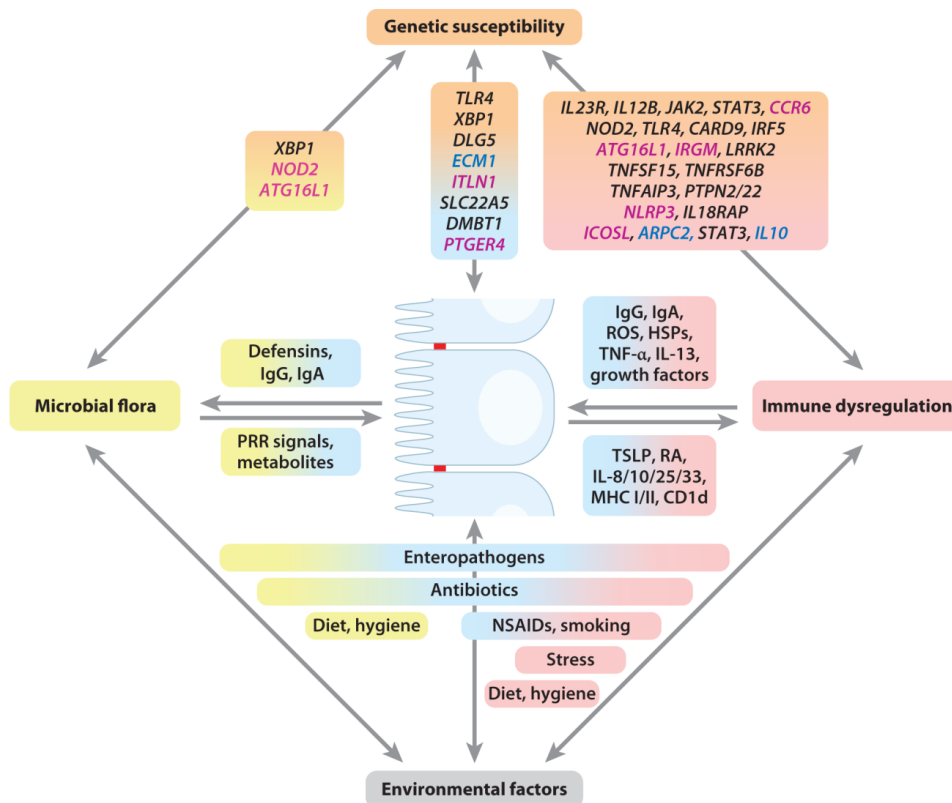 Genetic susceptibility
XBP1
NOD2
ATG16L1
TLR4
XBP1
DLG5
ECM1
ITLN1
SLC22A5
DMBT1
PTGER4
IL23R, IL12B, JAK2, STAT3, CCR6
NOD2, TLR4, CARD9, IRF5
ATG16L1, IRGM, LRRK2
TNFSF15, TNFRSF6B
TNFAIP3, PTPN2/22
NLRP3, IL18RAP
ICOSL, ARPC2, STAT3, IL10
Microbial flora
Defensins,
IgG, IgA
PRR signals,
metabolites
IgG, IgA,
ROS, HSPs,
TNF-α, IL-13,
growth factors
TSLP, RA,
IL-8/10/25/33,
MHC I/II, CD1d
Immune dysregulation
Enteropathogens
Antibiotics
Diet, hygiene
NSAIDs, smoking
Stress
Diet, hygiene
Environmental factors